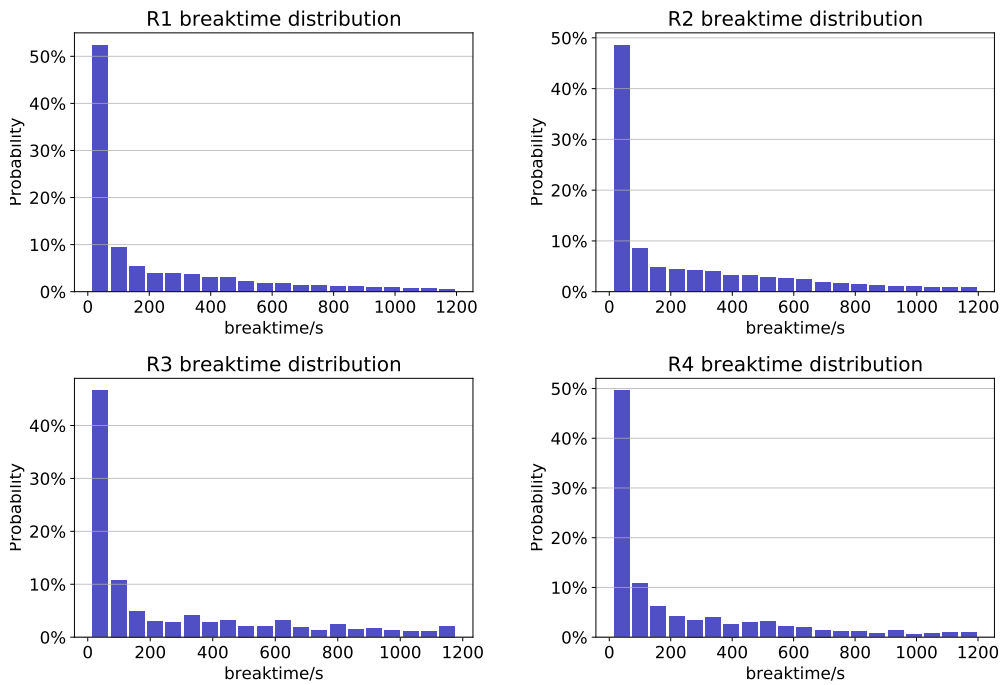 R1 breaktime distribution
Probability
50%
40%
30%
20%
10%
0%
0 200 400 600 800 1000 1200
breaktime/s
R2 breaktime distribution
Probability
50%
40%
30%
20%
10%
0%
0 200 400 600 800 1000 1200
breaktime/s
R3 breaktime distribution
Probability
40%
30%
20%
10%
0%
0 200 400 600 800 1000 1200
breaktime/s
R4 breaktime distribution
Probability
50%
40%
30%
20%
10%
0%
0 200 400 600 800 1000 1200
breaktime/s